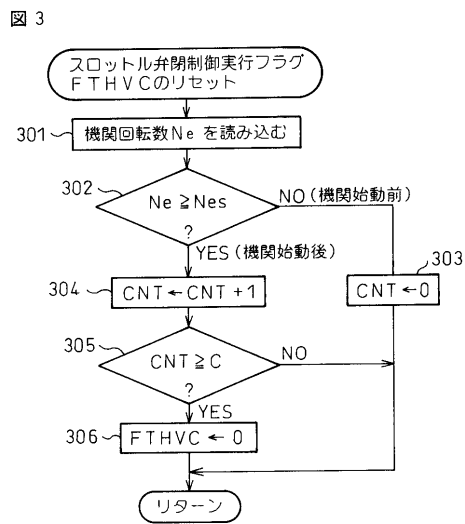 図 3
スロットル弁閉制御実行フラグ
FTHVCのリセット
301
機関回転数Ne を読み込む
302
Ne≧Nes
?
NO(機関始動前)
YES(機関始動後)
303
CNT←0
304
CNT←CNT+1
305
CNT≧C
?
NO
YES
306
FTHVC←0
リターン